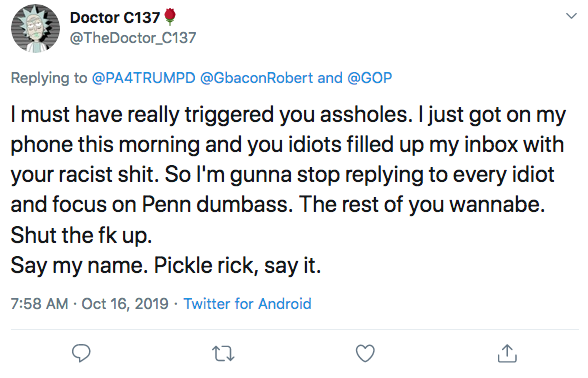 Doctor C137🌹
@TheDoctor_C137
Replying to @PA4TRUMPD @GbaconRobert and @GOP
I must have really triggered you assholes. I just got on my
phone this morning and you idiots filled up my inbox with
your racist shit. So I'm gunna stop replying to every idiot
and focus on Penn dumbass. The rest of you wannabe.
Shut the fk up.
Say my name. Pickle rick, say it.
7:58 AM · Oct 16, 2019 · Twitter for Android